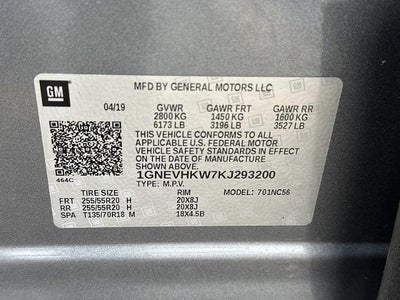 GM
MFD BY GENERAL MOTORS LLC
04/19 GVWR GAWR FRT GAWR RR
2800 KG 1450 KG 1600 KG
6173 LB 3196 LB 3527 LB
THIS VEHICLE CONFORMS TO ALL
APPLICABLE U.S. FEDERAL MOTOR
VEHICLE SAFETY STANDARDS IN
EFFECT ON THE DATE OF
MANUFACTURE SHOWN ABOVE.
464C 1GNEVHKW7KJ293200
TYPE: M.P.V. MODEL: 701NC56
TIRE SIZE RIM
FRT 255/55R20 H 20X8J
RR 255/55R20 H 20X8J
SPA T135/70R18 M 18X4.5B